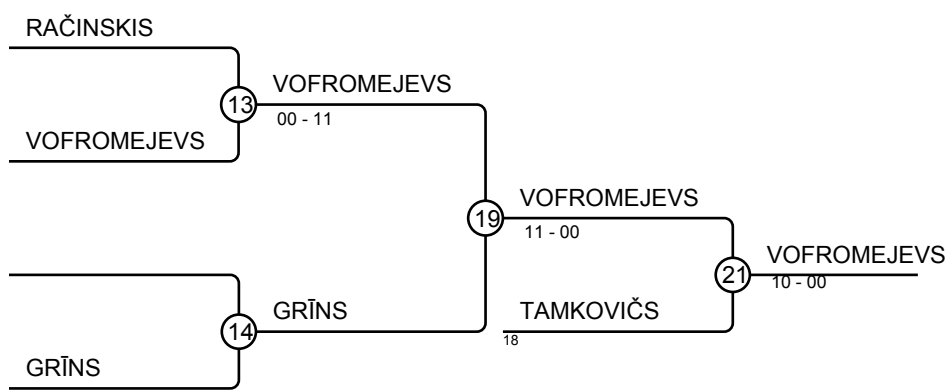 RAČINSKIS
13
VOFROMEJEVS
00 - 11
VOFROMEJEVS
19
VOFROMEJEVS
11 - 00
21
VOFROMEJEVS
10 - 00
14
GRĪNS
TAMKOVIČS
18
GRĪNS